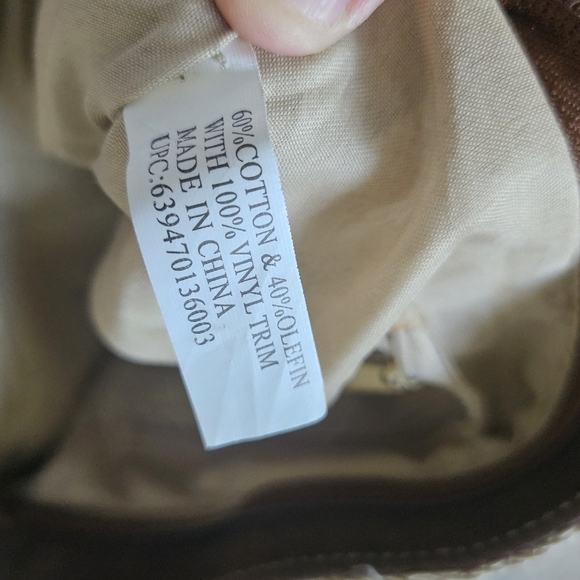 60%COTTON & 40%OLEFIN
WITH 100% VINYL TRIM
MADE IN CHINA
UPC:639470136003